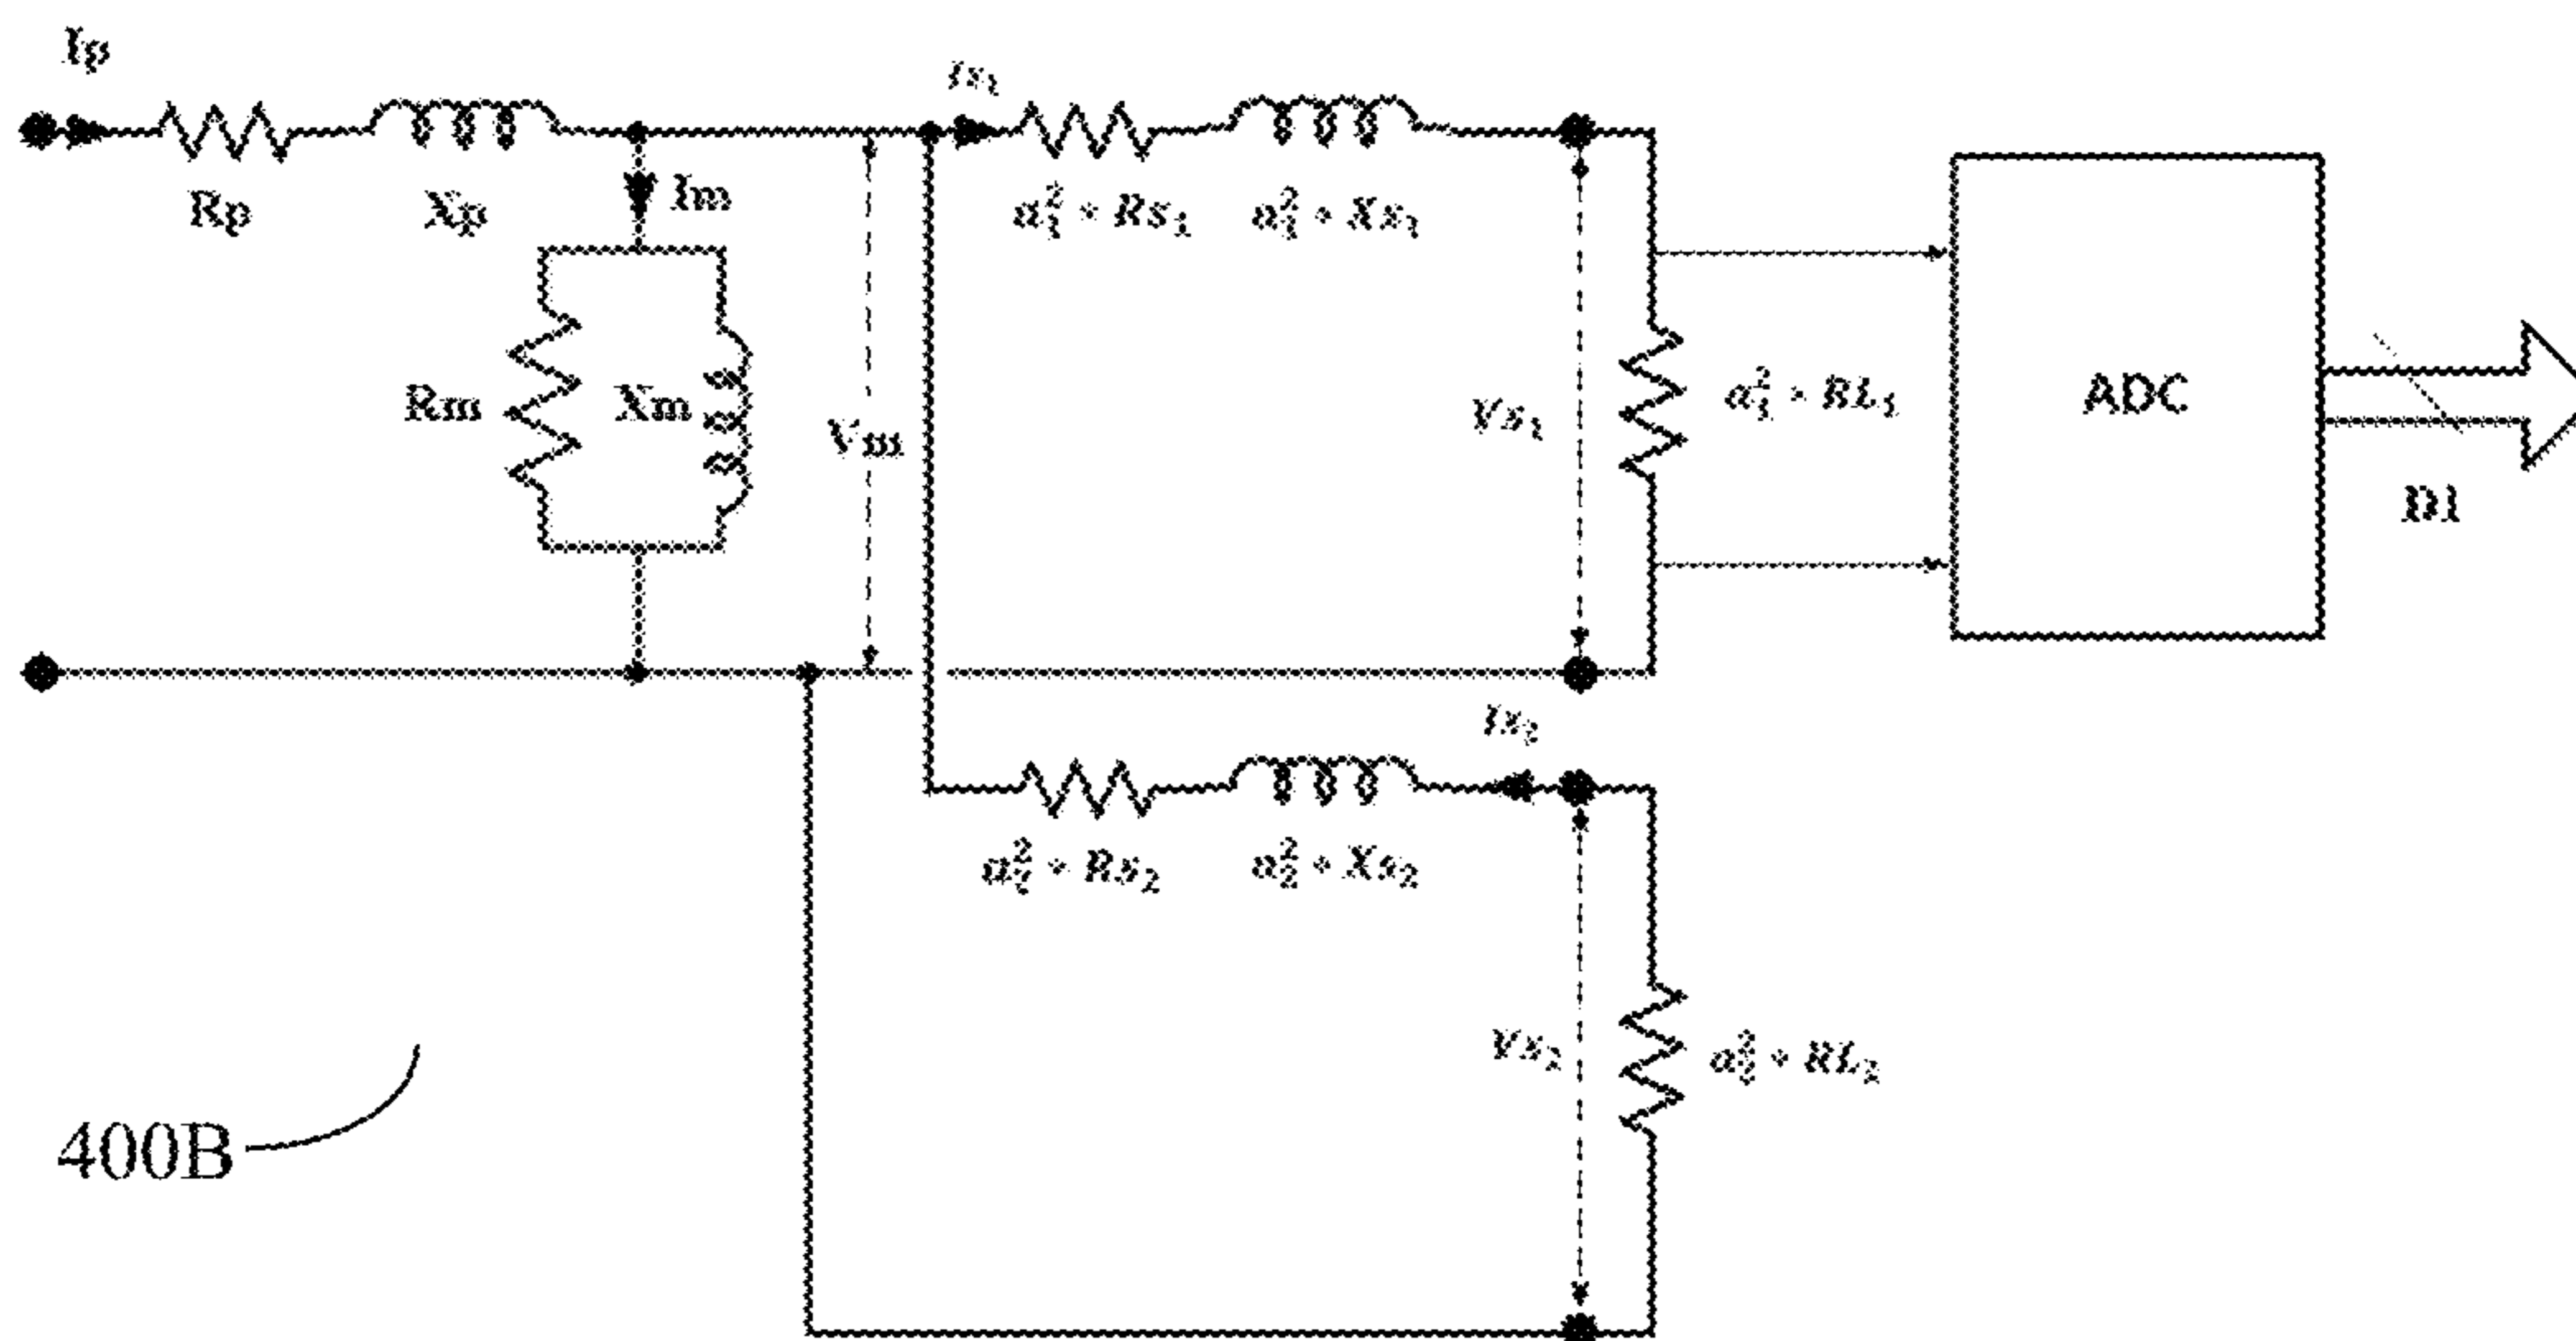 Ip
Is₁
Rp
Xp
Im
a₁² * Rs₁
a₁² * Xs₁
Rm
Xm
Vm
Vs₁
a₁² * RL₁
ADC
D1
Is₂
a₂² * Rs₂
a₂² * Xs₂
Vs₂
a₂² * RL₂
400B